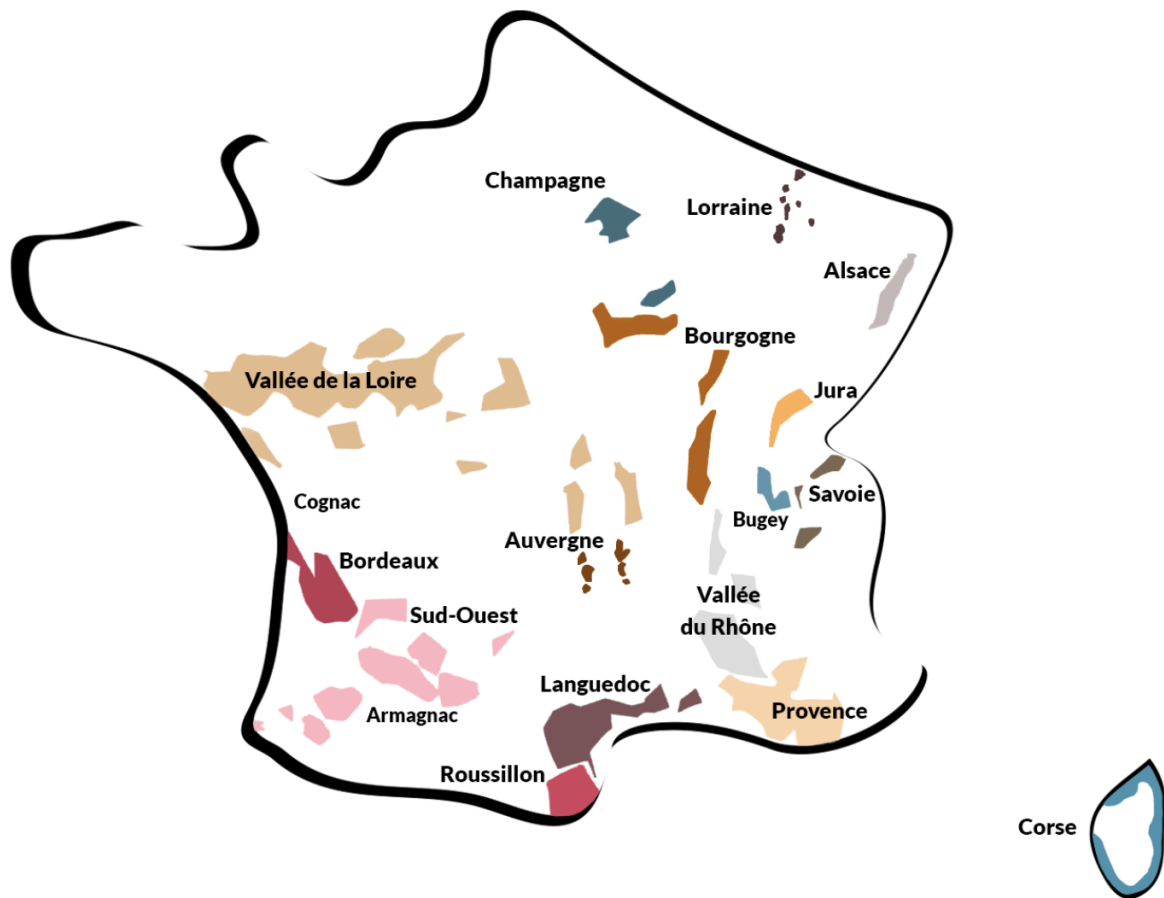 Champagne
Lorraine
Alsace
Bourgogne
Vallée de la Loire
Jura
Cognac
Savoie
Bugey
Auvergne
Bordeaux
Vallée
du Rhône
Sud-Ouest
Languedoc
Armagnac
Provence
Roussillon
Corse